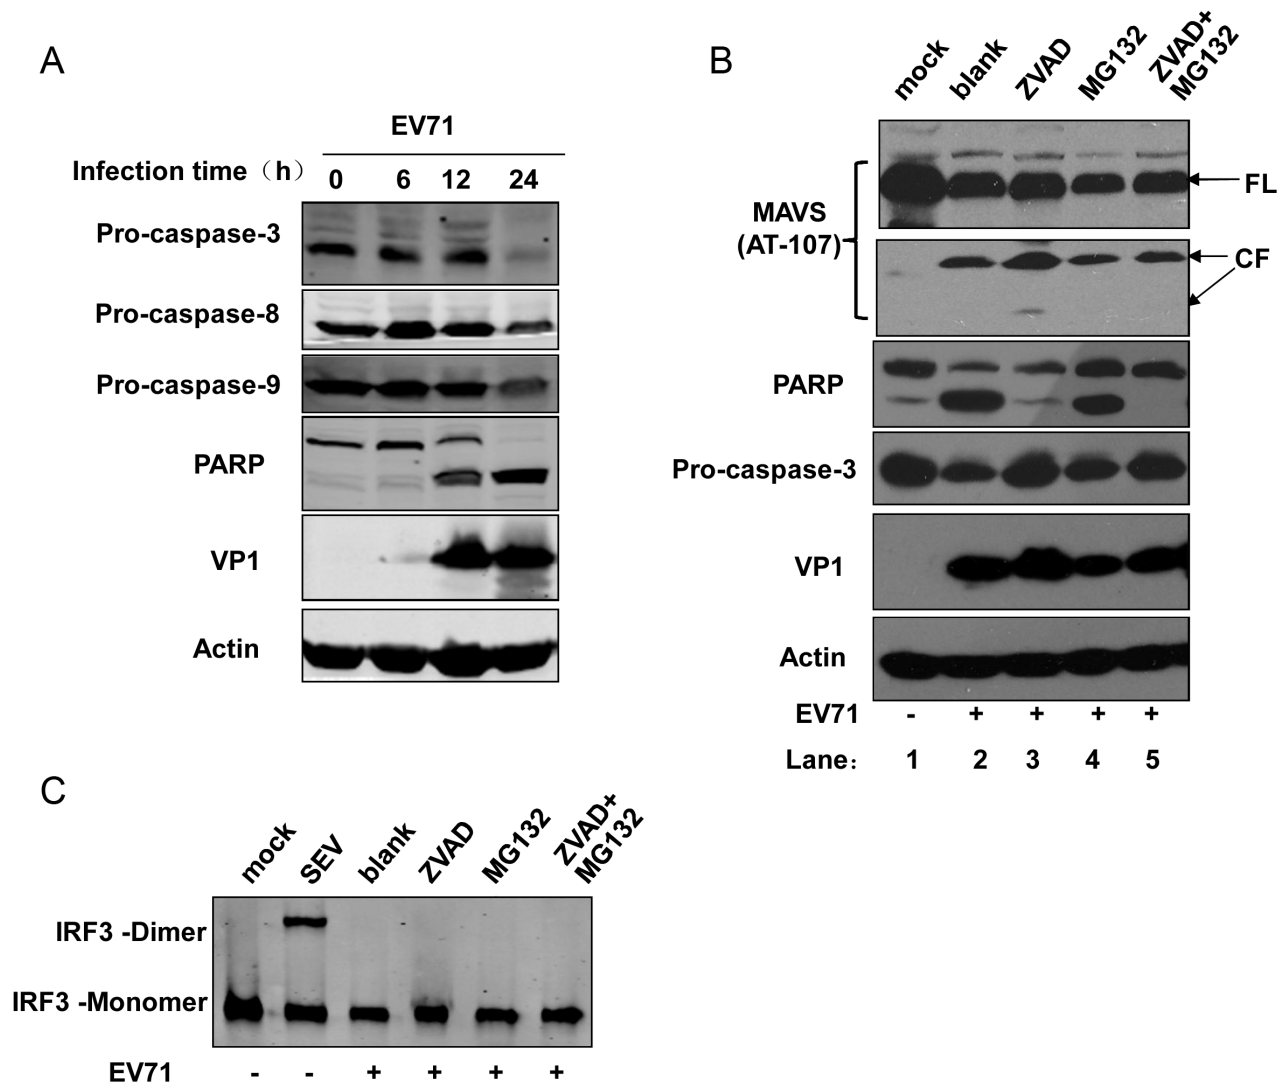 A
EV71
Infection time（h）
0 6 12 24
Pro-caspase-3
Pro-caspase-8
Pro-caspase-9
PARP
VP1
Actin
B
mock
blank
ZVAD
MG132
ZVAD+
MG132
MAVS
(AT-107)
FL
CF
PARP
Pro-caspase-3
VP1
Actin
EV71 - + + + +
Lane： 1 2 3 4 5
C
mock
SEV
blank
ZVAD
MG132
ZVAD+
MG132
IRF3 -Dimer
IRF3 -Monomer
EV71 - - + + + +